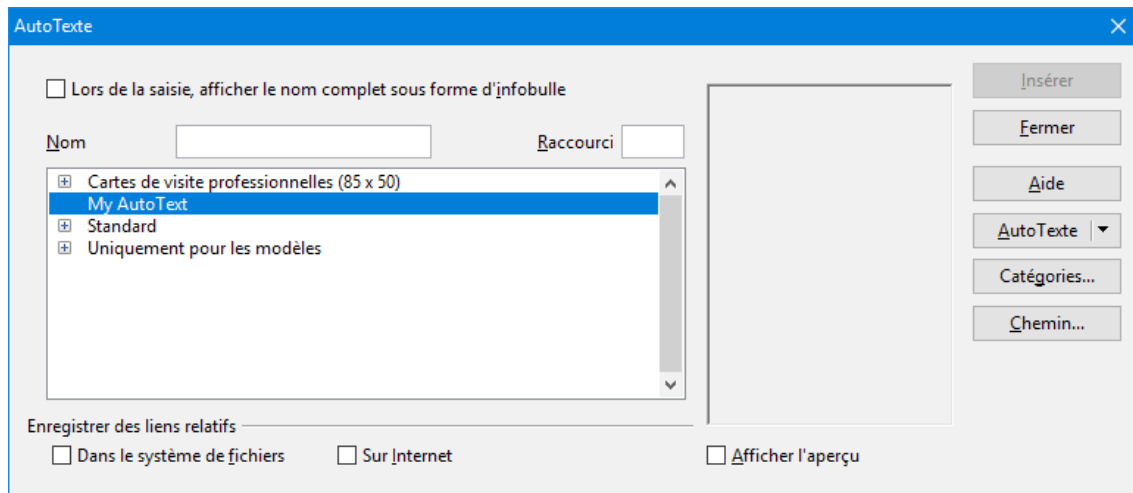 AutoTexte
Lors de la saisie, afficher le nom complet sous forme d'infobulle
Nom
Raccourci
Cartes de visite professionnelles (85 x 50)
My AutoText
Standard
Uniquement pour les modèles
Enregistrer des liens relatifs
Dans le système de fichiers
Sur Internet
Afficher l'aperçu
Insérer
Fermer
Aide
AutoTexte
Catégories...
Chemin...